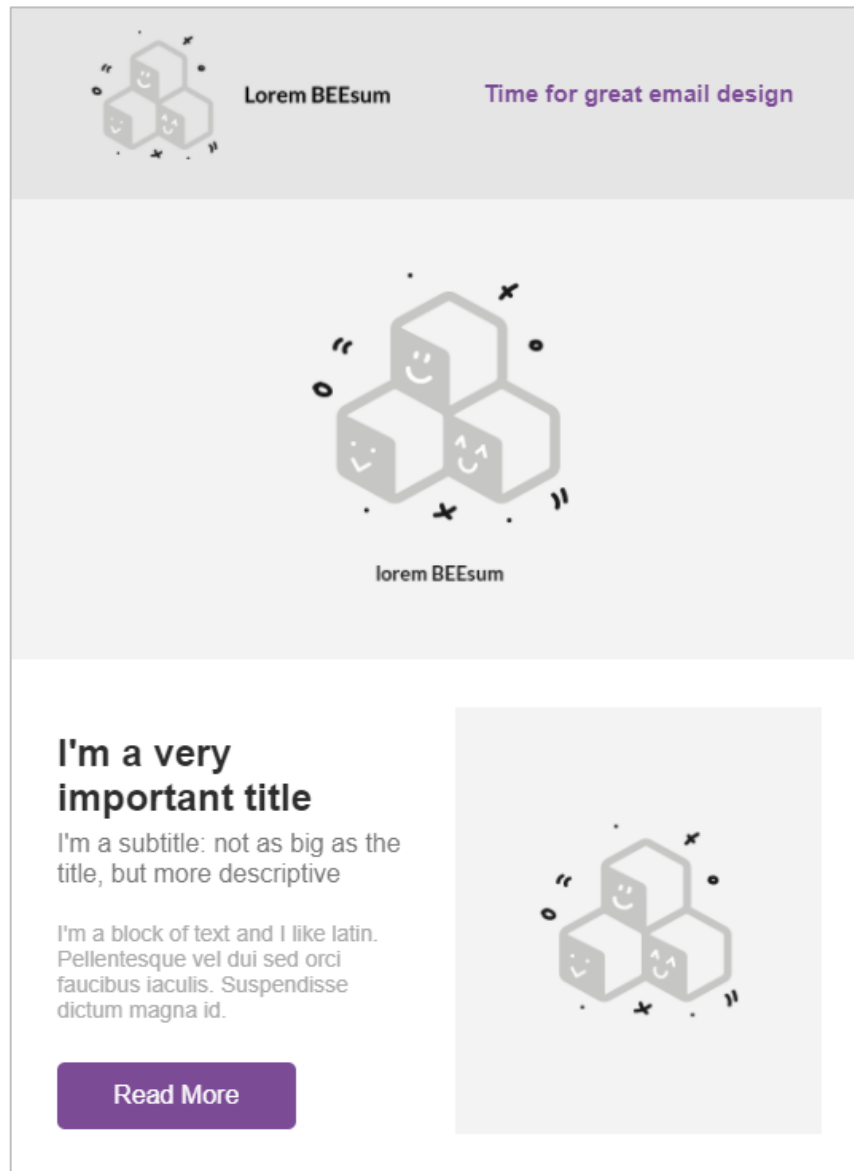 Lorem BEEsum
Time for great email design
lorem BEEsum
I'm a very
important title
I'm a subtitle: not as big as the
title, but more descriptive
I'm a block of text and I like latin.
Pellentesque vel dui sed orci
faucibus iaculis. Suspendisse
dictum magna id.
Read More